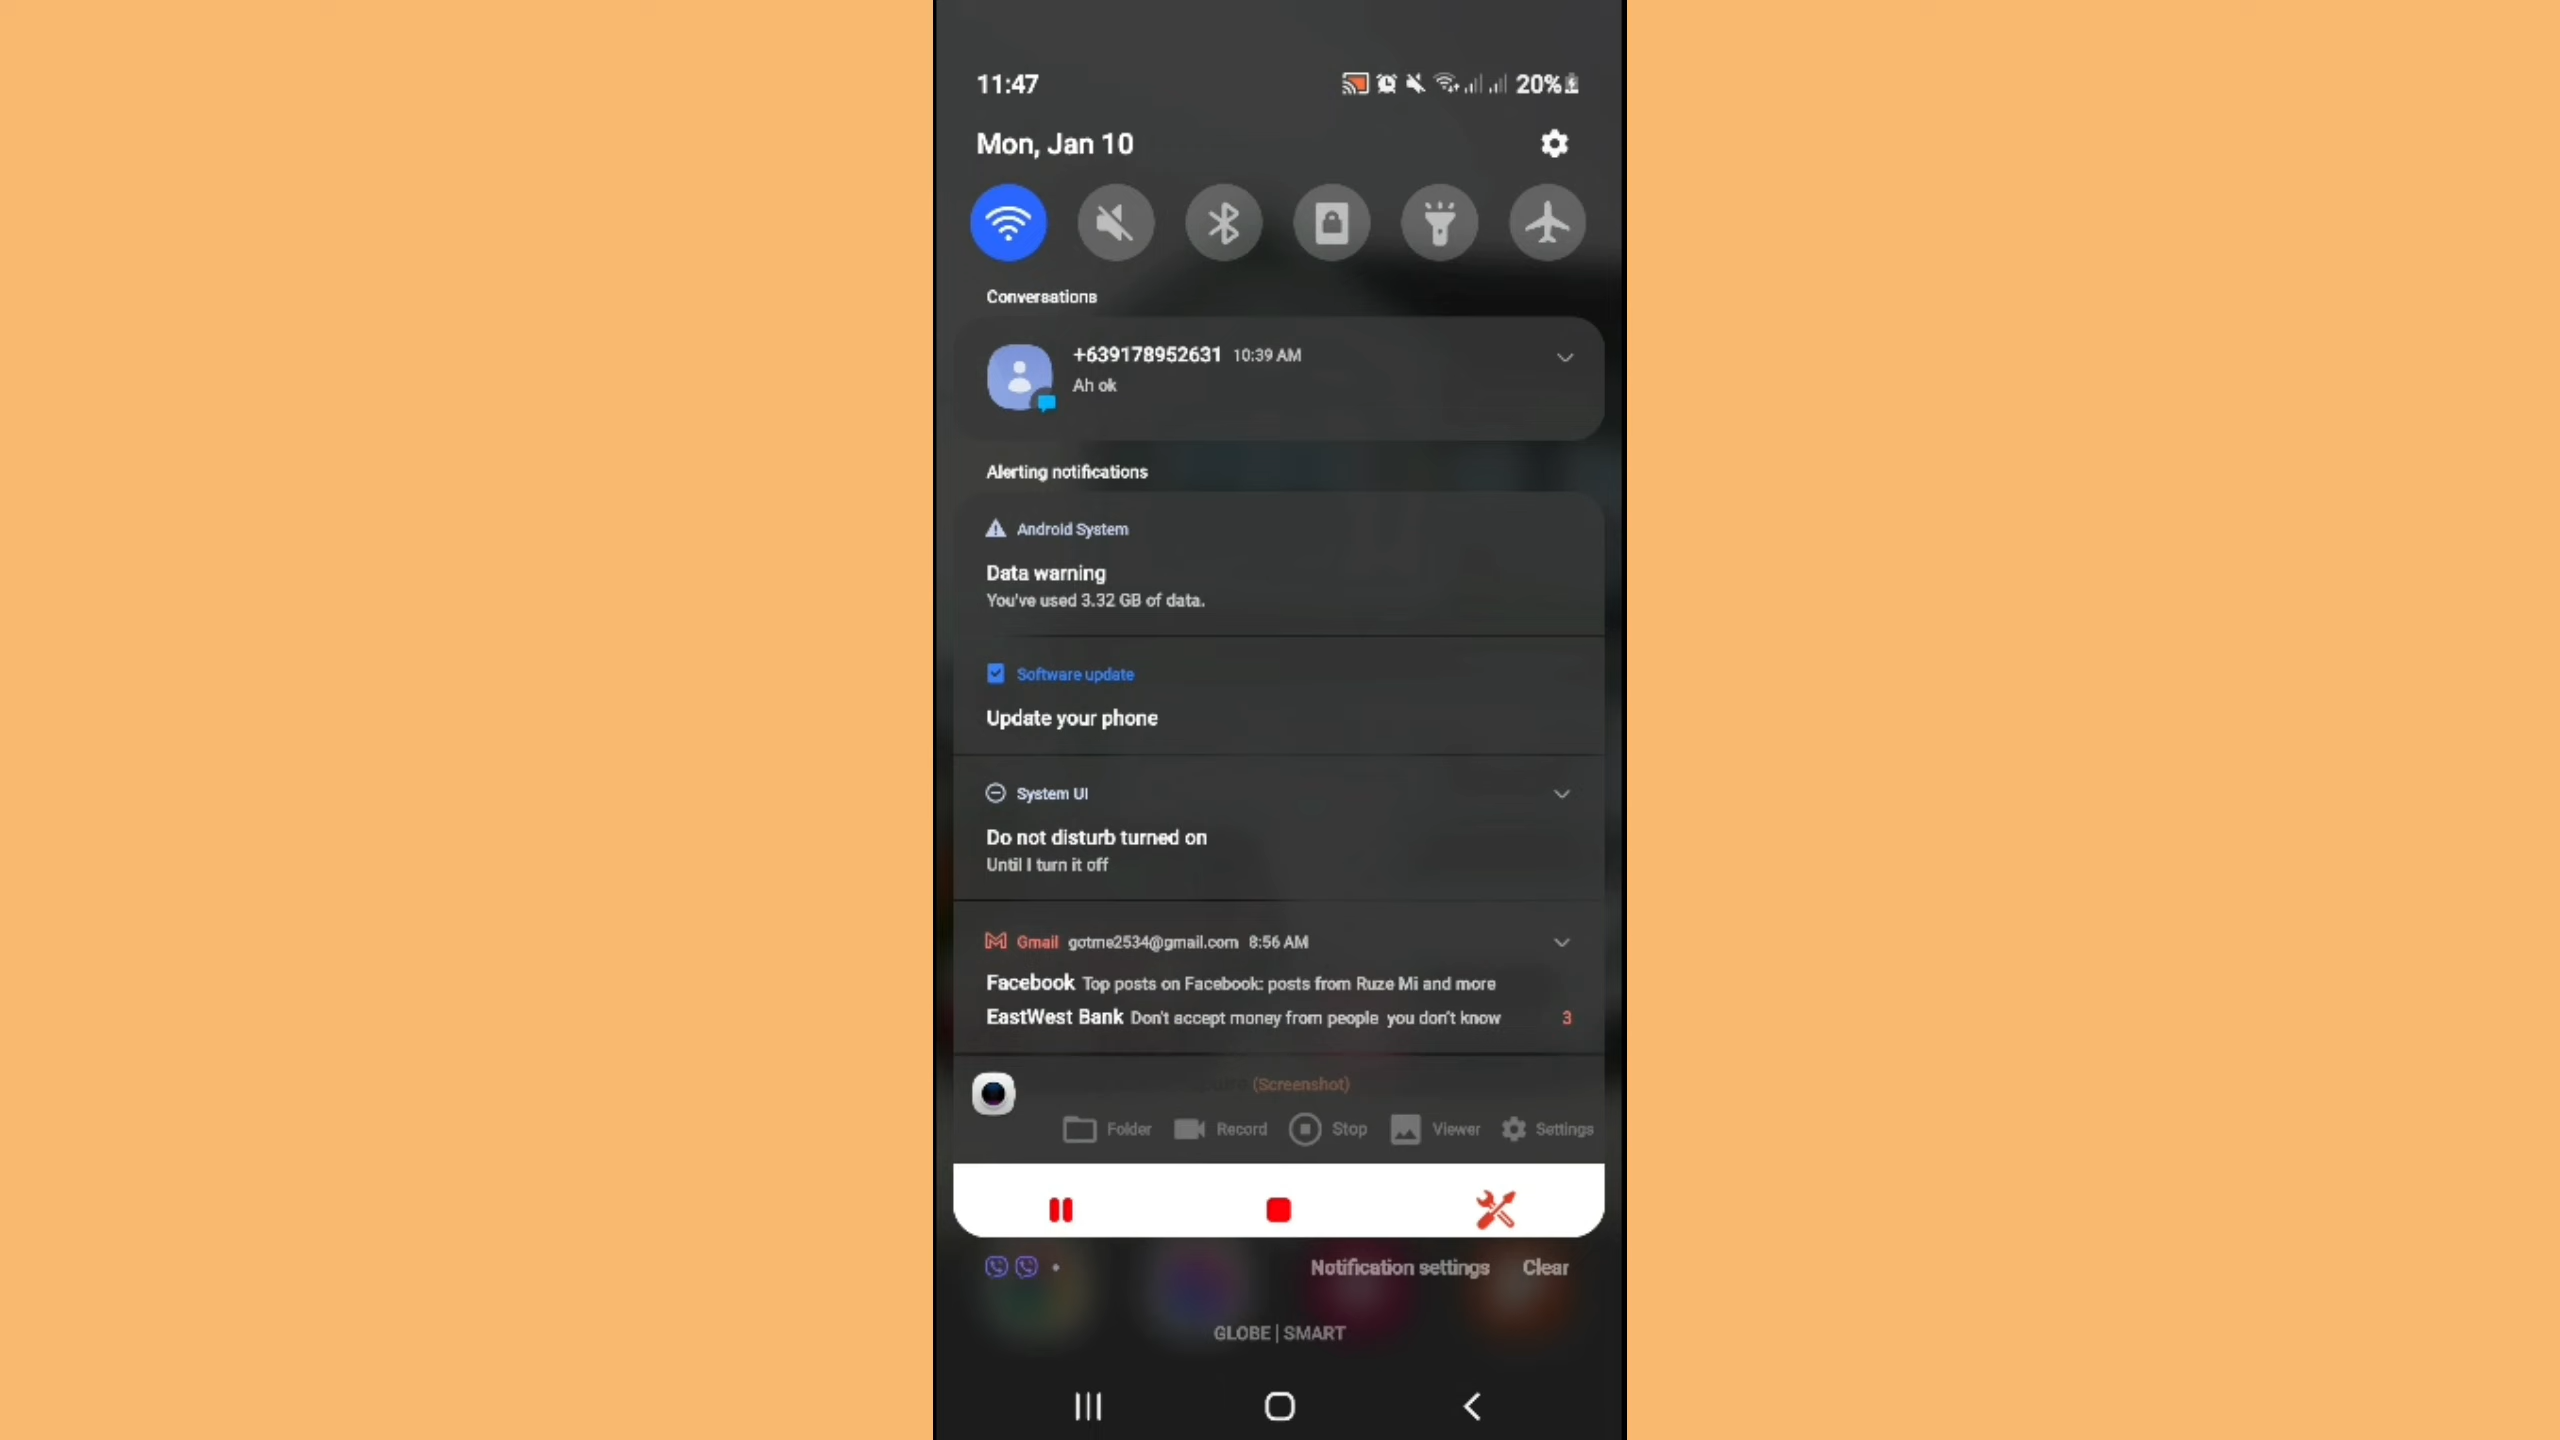 11:47 20%
Mon, Jan 10
Conversations
+639178952631 10:39 AM
Ah ok
Alerting notifications
Android System
Data warning
You've used 3.32 GB of data.
Software update
Update your phone
System UI
Do not disturb turned on
Until I turn it off
Gmail gotme2534@gmail.com 8:56 AM
Facebook Top posts on Facebook: posts from Ruze Mi and more
EastWest Bank Don't accept money from people you don't know 3
(Screenshot)
Folder Record Stop Viewer Settings
Notification settings Clear
GLOBE | SMART